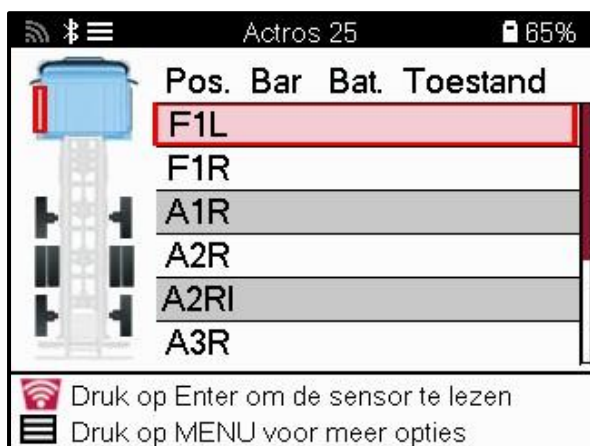 Actros 25 65%
Pos. Bar Bat. Toestand
F1L
F1R
A1R
A2R
A2RI
A3R
Druk op Enter om de sensor te lezen
Druk op MENU voor meer opties